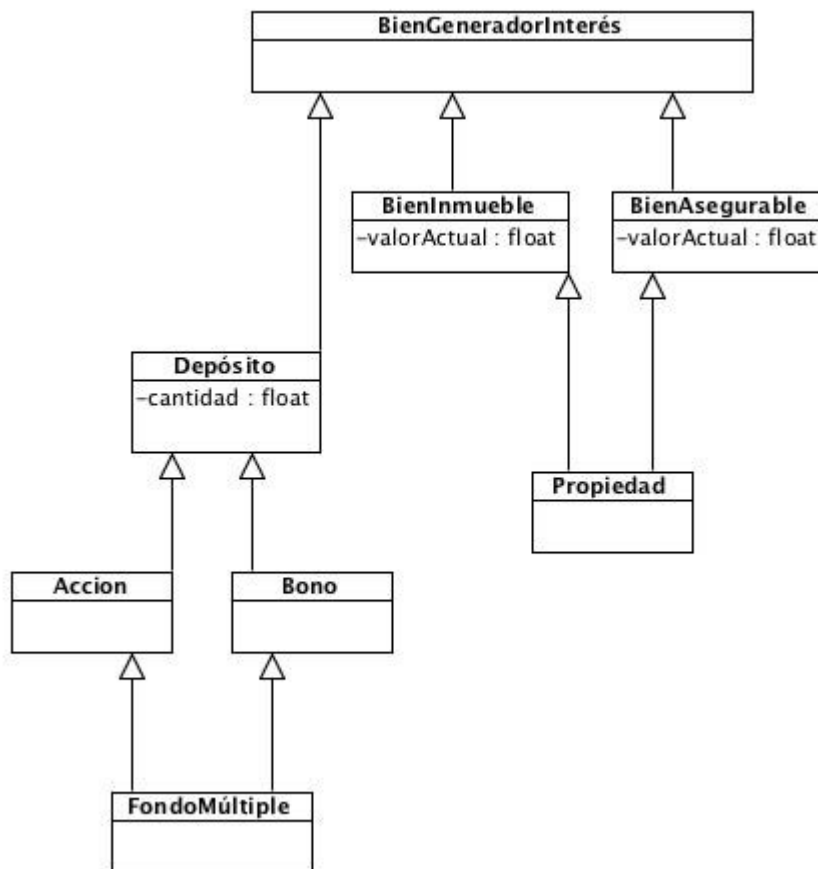 BienGeneradorInterés
BienInmueble
-valorActual : float
BienAsegurable
-valorActual : float
Depósito
-cantidad : float
Propiedad
Accion
Bono
FondoMúltiple